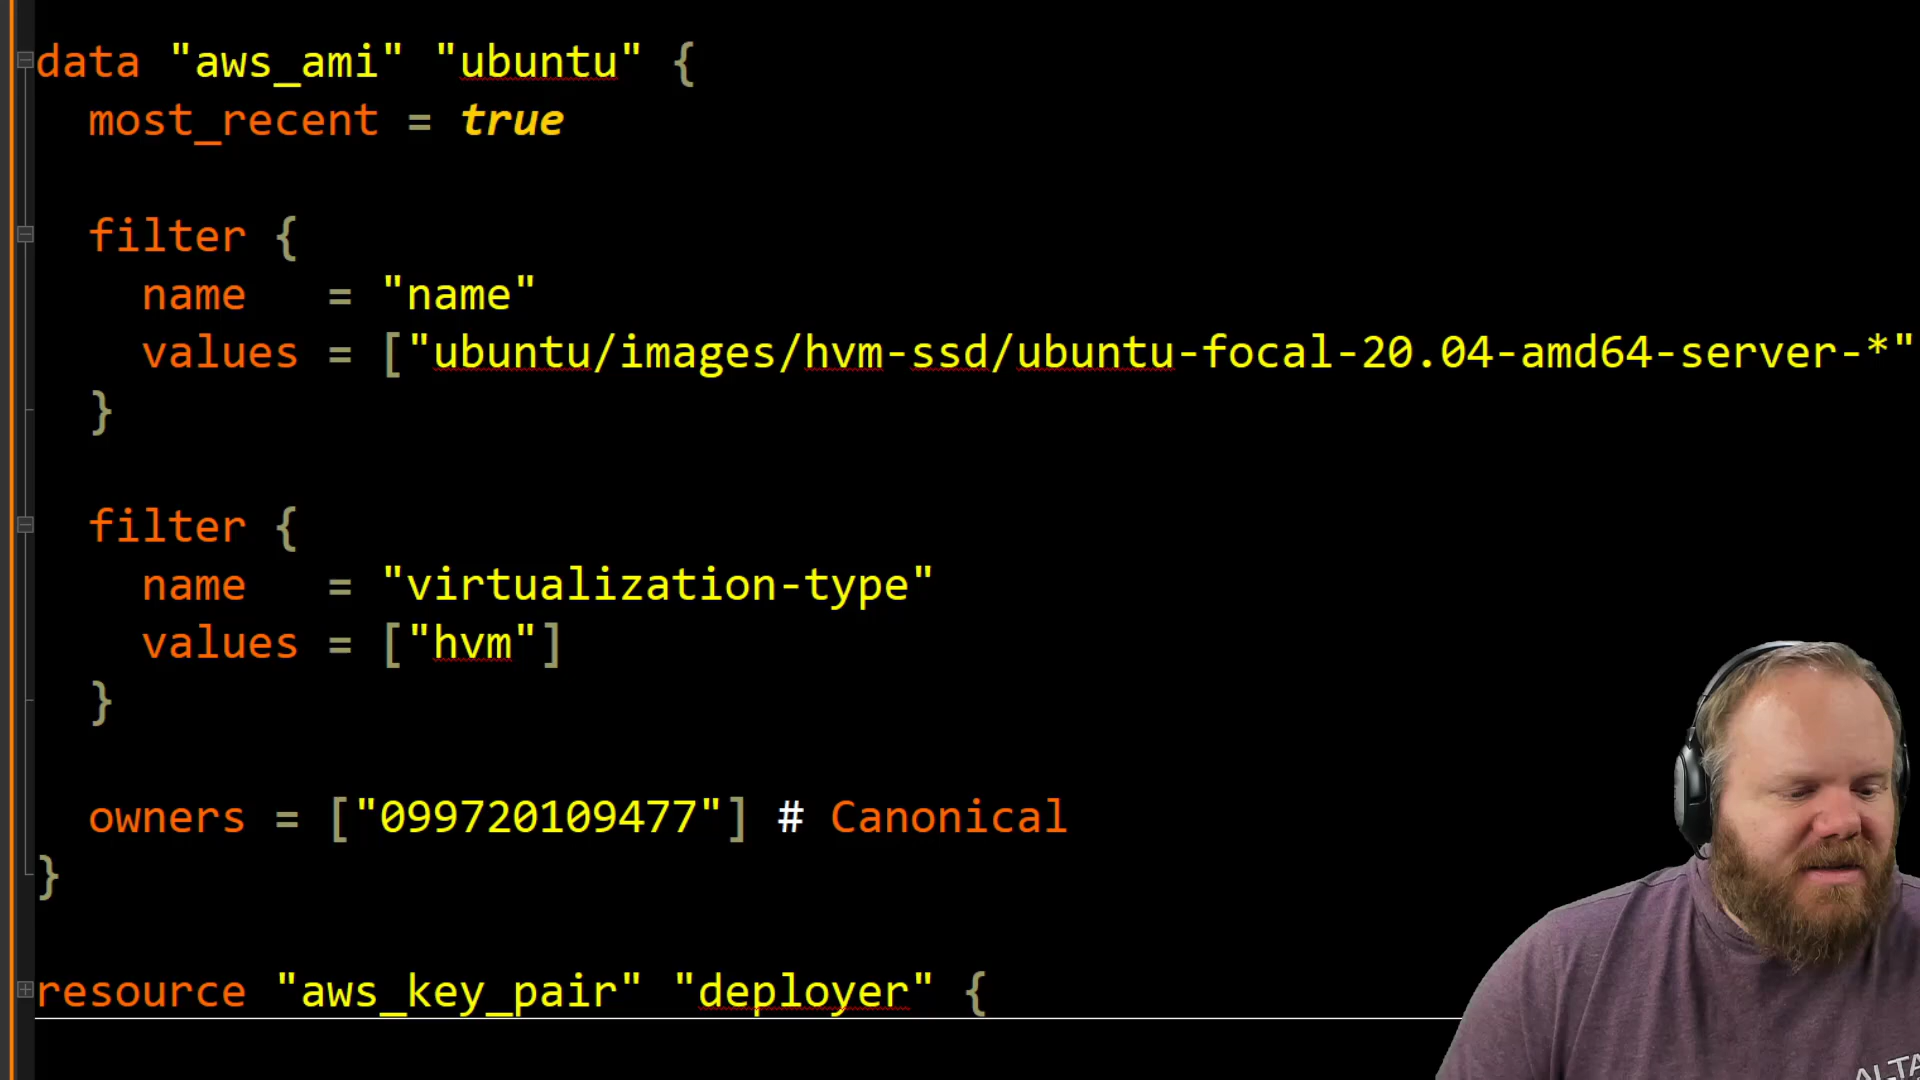 data "aws_ami" "ubuntu" {
most_recent = true
filter {
name = "name"
values = ["ubuntu/images/hvm-ssd/ubuntu-focal-20.04-amd64-server-*"
}
filter {
name = "virtualization-type"
values = ["hvm"]
}
owners = ["099720109477"] # Canonical
}
resource "aws_key_pair" "deployer" {
ALTA